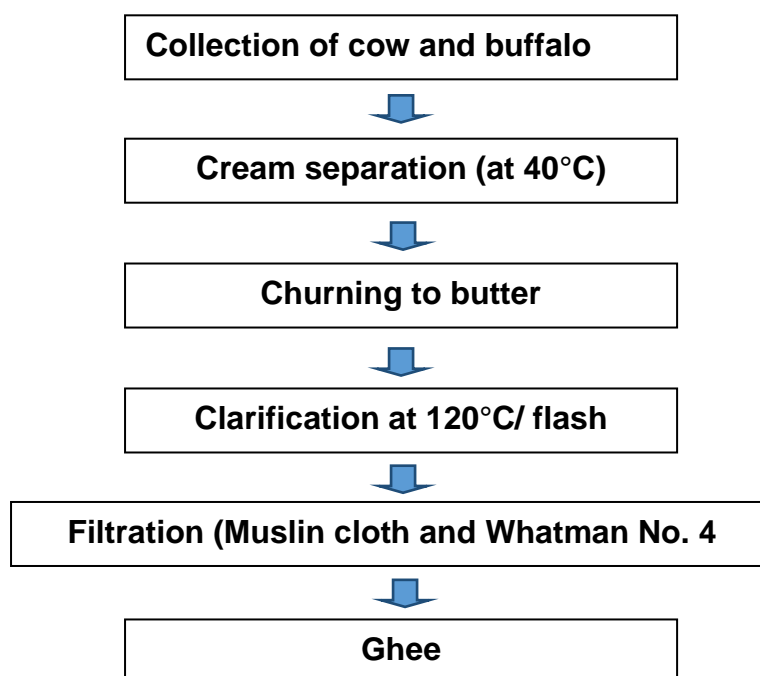 Collection of cow and buffalo
Cream separation (at 40°C)
Churning to butter
Clarification at 120°C/ flash
Filtration (Muslin cloth and Whatman No. 4
Ghee